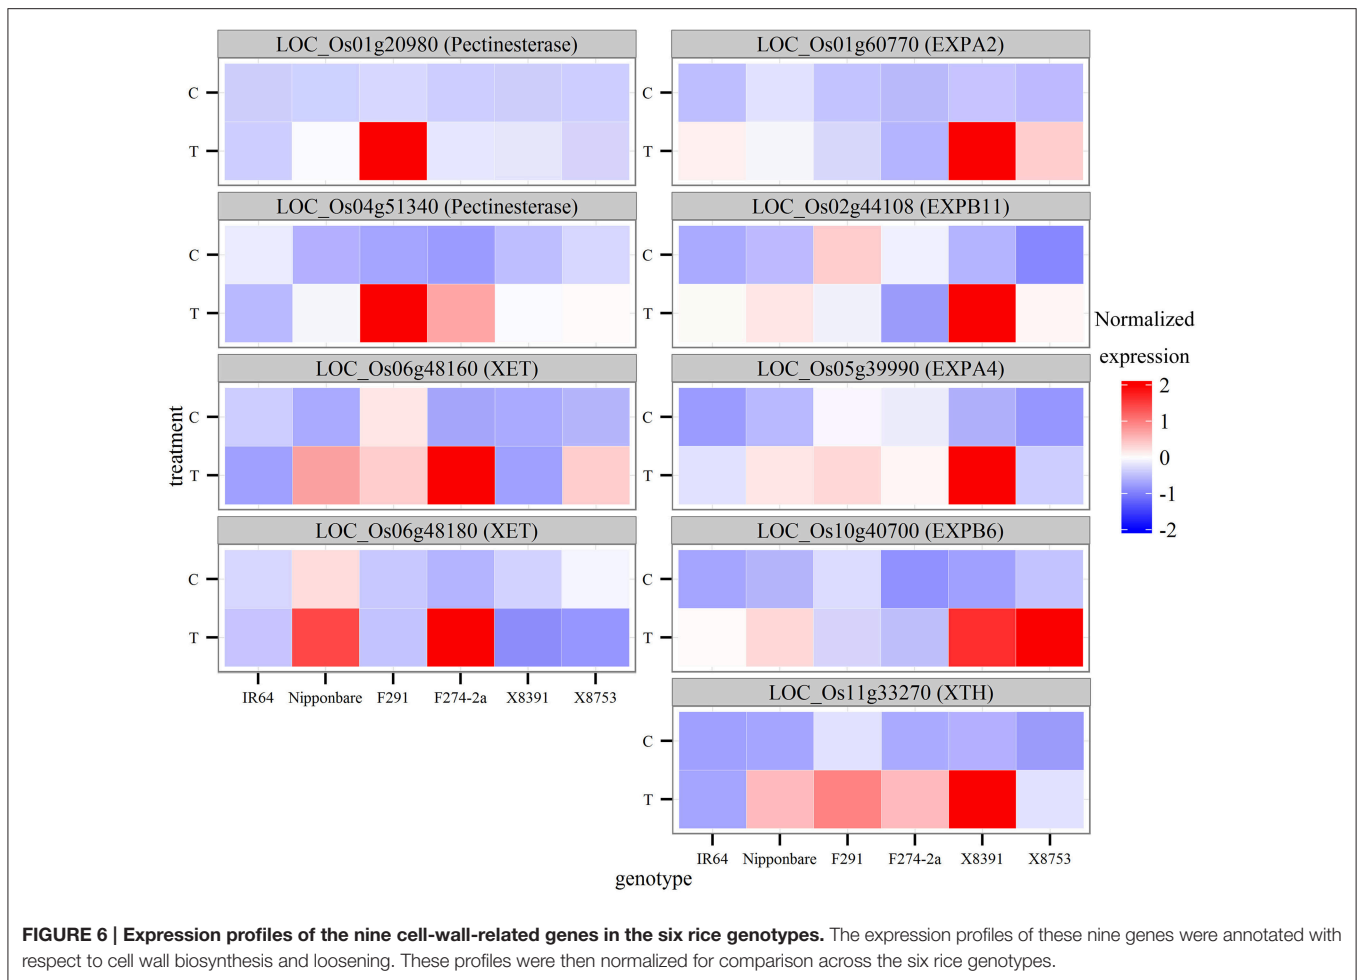 LOC_Os01g20980 (Pectinesterase)
C
T
LOC_Os04g51340 (Pectinesterase)
C
T
LOC_Os06g48160 (XET)
C
T
LOC_Os06g48180 (XET)
C
T
IR64 Nipponbare F291 F274-2a X8391 X8753
treatment
LOC_Os01g60770 (EXPA2)
C
T
LOC_Os02g44108 (EXPB11)
C
T
LOC_Os05g39990 (EXPA4)
C
T
LOC_Os10g40700 (EXPB6)
C
T
LOC_Os11g33270 (XTH)
C
T
IR64 Nipponbare F291 F274-2a X8391 X8753
genotype
Normalized
expression
2
1
0
-1
-2
FIGURE 6 | Expression profiles of the nine cell-wall-related genes in the six rice genotypes. The expression profiles of these nine genes were annotated with
respect to cell wall biosynthesis and loosening. These profiles were then normalized for comparison across the six rice genotypes.